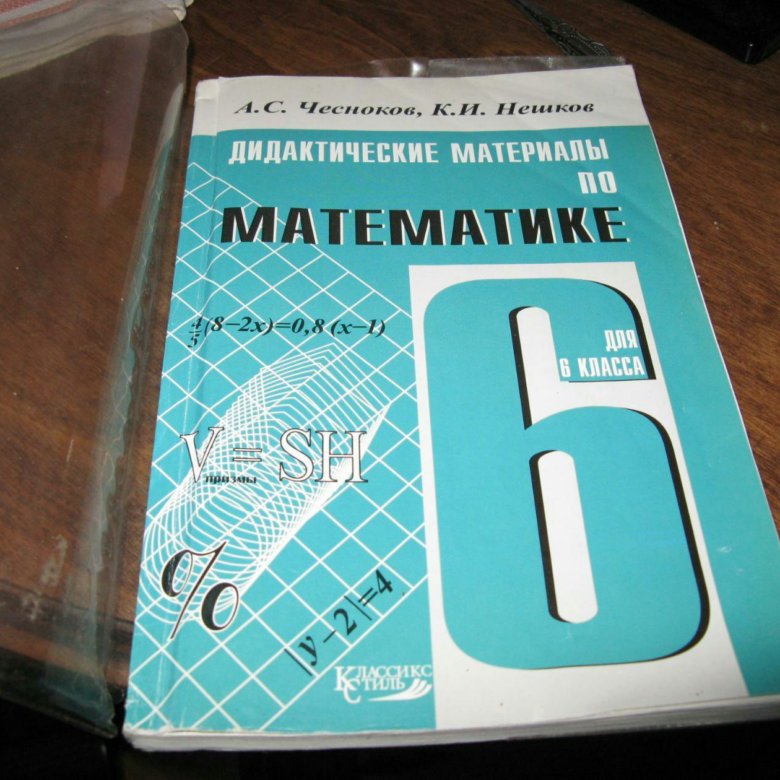 А.С. Чесноков, К.И. Нешков
ДИДАКТИЧЕСКИЕ МАТЕРИАЛЫ
ПО
МАТЕМАТИКЕ
6
ДЛЯ
6 КЛАССА
4/5(8-2x)=0,8(x-1)
V призмы = SH
%
|y-2|=4
КЛАССИКС
СТИЛЬ